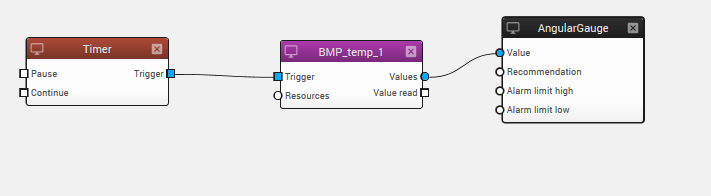 Timer
Pause
Trigger
Continue
BMP_temp_1
Trigger
Values
Resources
Value read
AngularGauge
Value
Recommendation
Alarm limit high
Alarm limit low